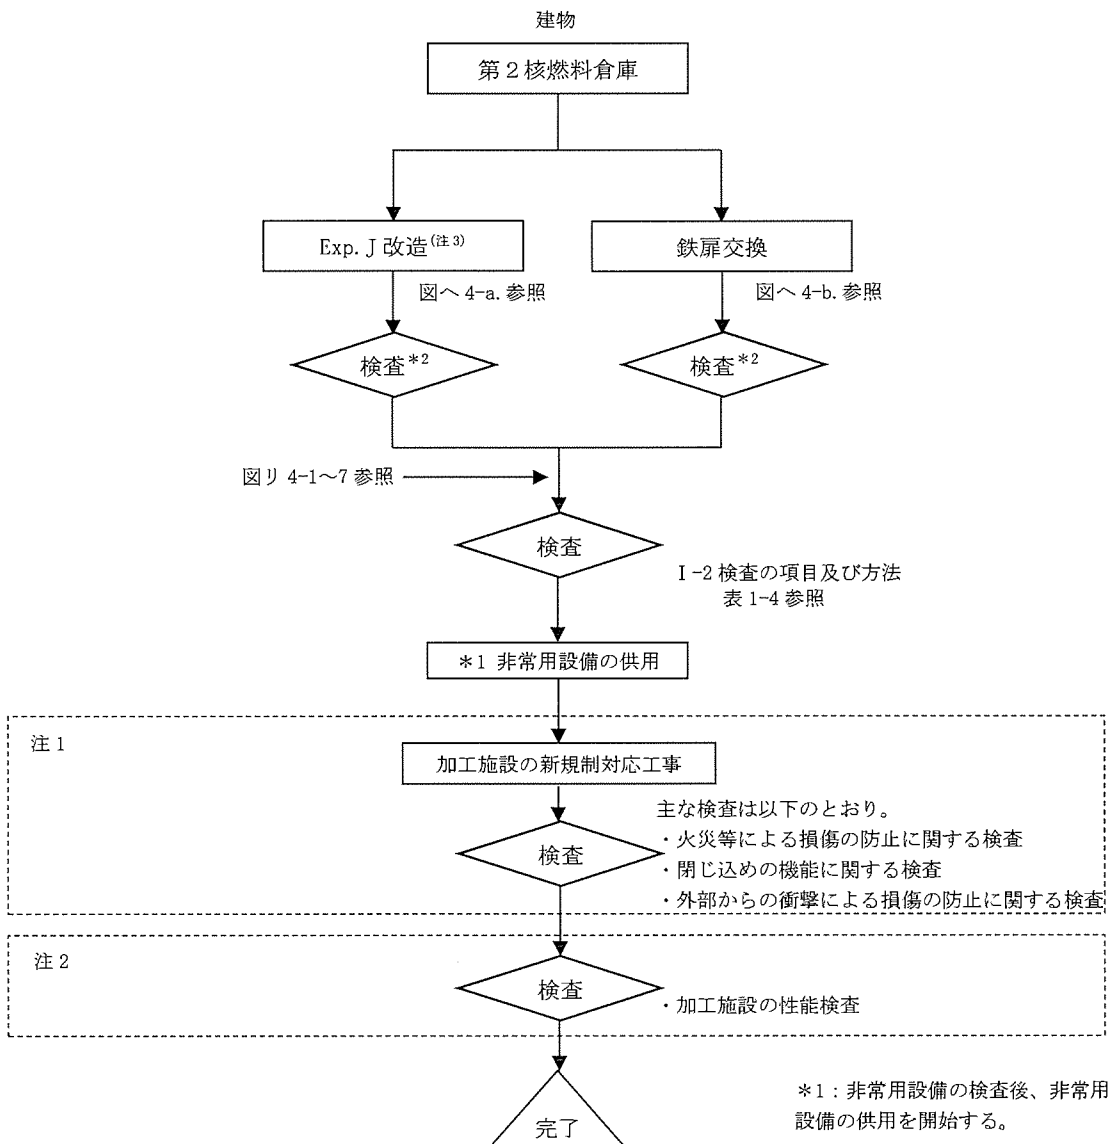 建物
第2核燃料倉庫
Exp.J改造(注3)
鉄扉交換
図ヘ 4-a.参照
図ヘ 4-b.参照
検査*2
検査*2
図リ 4-1～7 参照
検査
Ⅰ-2 検査の項目及び方法
表 1-4 参照
*1 非常用設備の供用
注1
加工施設の新規制対応工事
主な検査は以下のとおり。
・火災等による損傷の防止に関する検査
検査
・閉じ込めの機能に関する検査
・外部からの衝撃による損傷の防止に関する検査
注2
検査
・加工施設の性能検査
*1：非常用設備の検査後、非常用
設備の供用を開始する。
完了